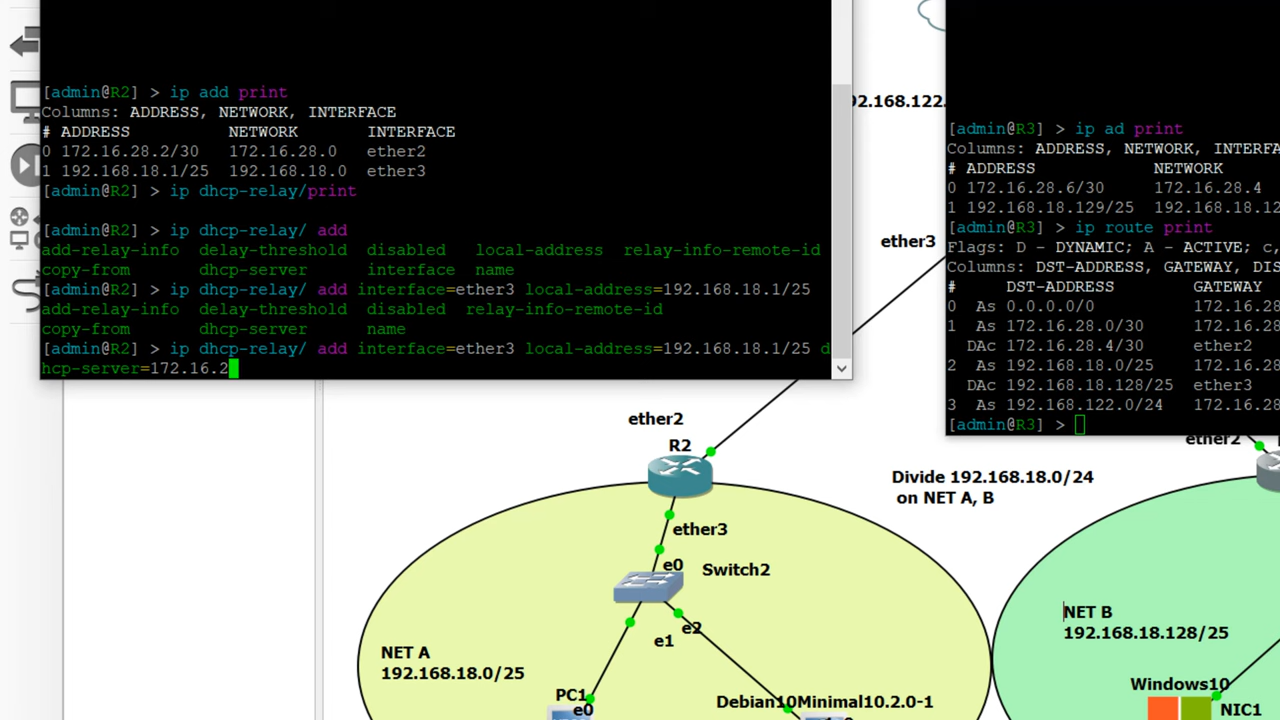 [admin@R2] > ip add print
Columns: ADDRESS, NETWORK, INTERFACE
# ADDRESS NETWORK INTERFACE
0 172.16.28.2/30 172.16.28.0 ether2
1 192.168.18.1/25 192.168.18.0 ether3
[admin@R2] > ip dhcp-relay/print
[admin@R2] > ip dhcp-relay/ add
add-relay-info delay-threshold disabled local-address relay-info-remote-id
copy-from dhcp-server interface name
[admin@R2] > ip dhcp-relay/ add interface=ether3 local-address=192.168.18.1/25
add-relay-info delay-threshold disabled relay-info-remote-id
copy-from dhcp-server name
[admin@R2] > ip dhcp-relay/ add interface=ether3 local-address=192.168.18.1/25 d
hcp-server=172.16.2
92.168.122.
ether3
[admin@R3] > ip ad print
Columns: ADDRESS, NETWORK, INTERFA
# ADDRESS NETWORK
0 172.16.28.6/30 172.16.28.4
1 192.168.18.129/25 192.168.18.12
[admin@R3] > ip route print
Flags: D - DYNAMIC; A - ACTIVE; c,
Columns: DST-ADDRESS, GATEWAY, DIS
# DST-ADDRESS GATEWAY
0 As 0.0.0.0/0 172.16.28
1 As 172.16.28.0/30 172.16.28
DAc 172.16.28.4/30 ether2
2 As 192.168.18.0/25 172.16.28
DAc 192.168.18.128/25 ether3
3 As 192.168.122.0/24 172.16.28
[admin@R3] >
ether2
R2
ether2
Divide 192.168.18.0/24
on NET A, B
ether3
e0
Switch2
e1
e2
NET A
192.168.18.0/25
PC1
e0
Debian10Minimal10.2.0-1
NET B
192.168.18.128/25
Windows10
NIC1